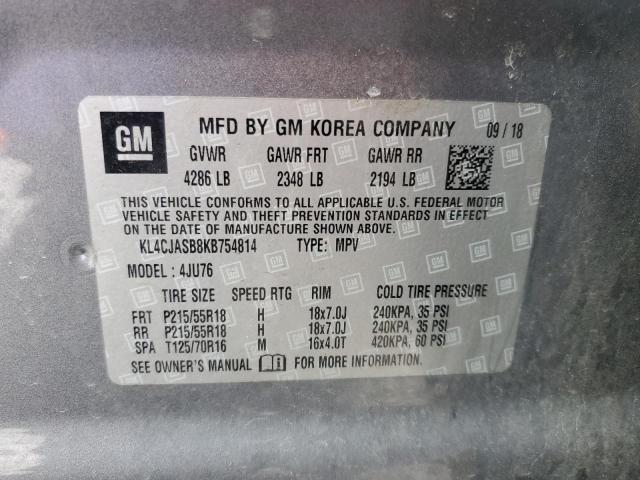 GM MFD BY GM KOREA COMPANY 09 / 18
GVWR GAWR FRT GAWR RR
4286 LB 2348 LB 2194 LB
THIS VEHICLE CONFORMS TO ALL APPLICABLE U.S. FEDERAL MOTOR
VEHICLE SAFETY AND THEFT PREVENTION STANDARDS IN EFFECT
ON THE DATE OF MANUFACTURE SHOWN ABOVE.
KL4CJASB8KB754814 TYPE: MPV
MODEL : 4JU76
TIRE SIZE SPEED RTG RIM COLD TIRE PRESSURE
FRT P215/55R18 H 18x7.0J 240KPA, 35 PSI
RR P215/55R18 H 18x7.0J 240KPA, 35 PSI
SPA T125/70R16 M 16x4.0T 420KPA, 60 PSI
SEE OWNER'S MANUAL FOR MORE INFORMATION